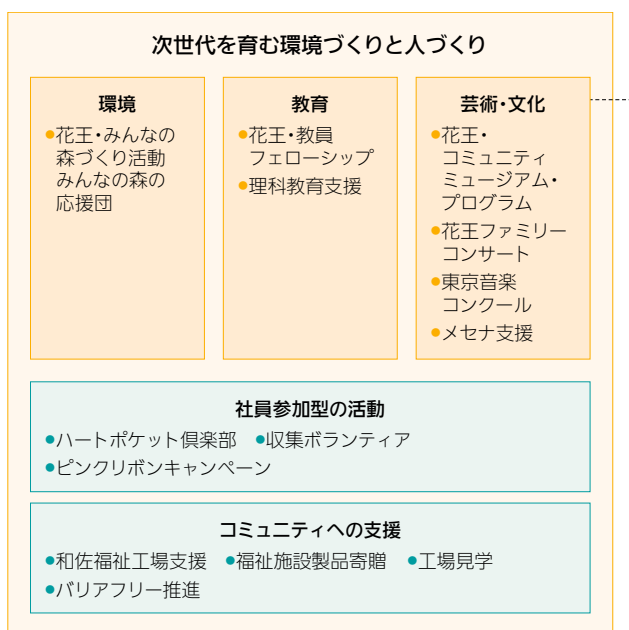 次世代を育む環境づくりと人づくり
環境
●花王・みんなの
森づくり活動
みんなの森の
応援団
教育
●花王・教員
フェローシップ
●理科教育支援
芸術・文化
●花王・
コミュニティ
ミュージアム・
プログラム
●花王ファミリー
コンサート
●東京音楽
コンクール
●メセナ支援
社員参加型の活動
●ハートポケット倶楽部 ●収集ボランティア
●ピンクリボンキャンペーン
コミュニティへの支援
●和佐福祉工場支援 ●福祉施設製品寄贈 ●工場見学
●バリアフリー推進